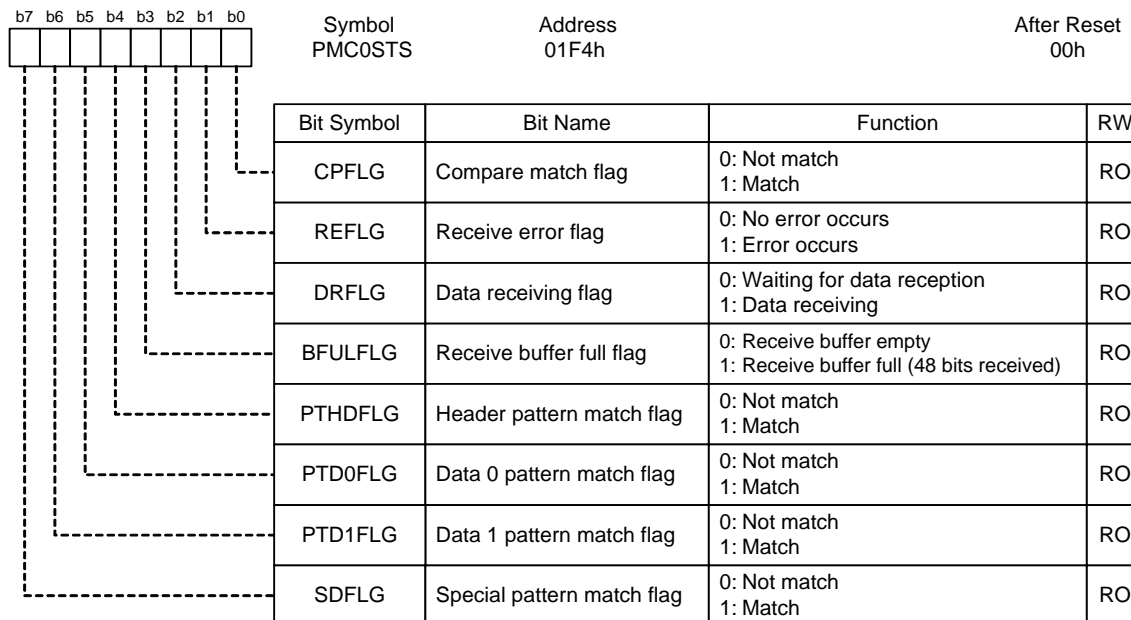 b7 b6 b5 b4 b3 b2 b1 b0
Symbol Address After Reset
PMC0STS 01F4h 00h
Bit Symbol Bit Name Function RW
CPFLG Compare match flag 0: Not match
1: Match RO
REFLG Receive error flag 0: No error occurs
1: Error occurs RO
DRFLG Data receiving flag 0: Waiting for data reception
1: Data receiving RO
BFULFLG Receive buffer full flag 0: Receive buffer empty
1: Receive buffer full (48 bits received) RO
PTHDFLG Header pattern match flag 0: Not match
1: Match RO
PTD0FLG Data 0 pattern match flag 0: Not match
1: Match RO
PTD1FLG Data 1 pattern match flag 0: Not match
1: Match RO
SDFLG Special pattern match flag 0: Not match
1: Match RO